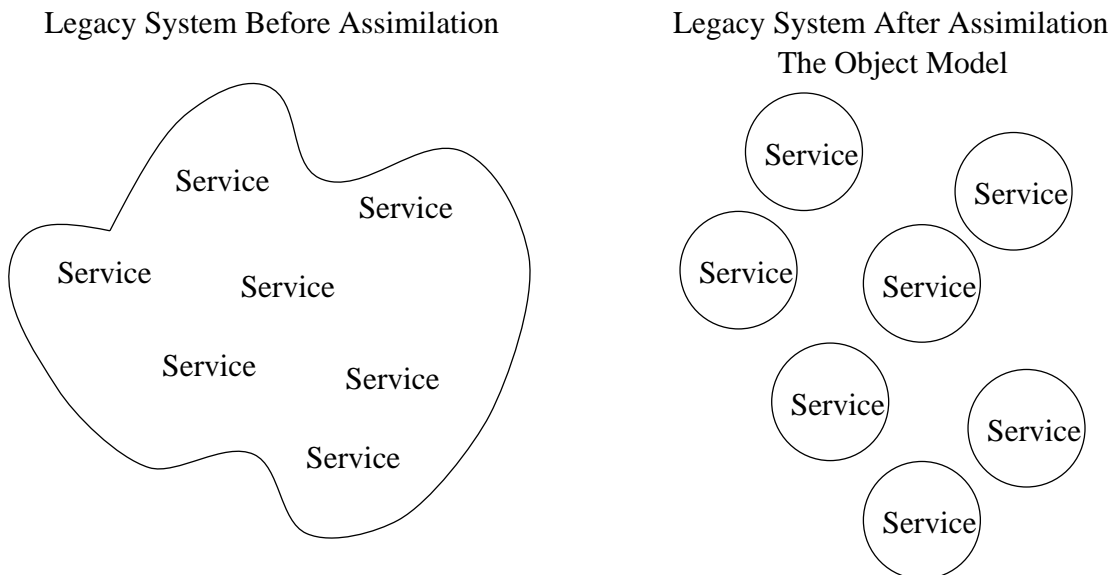 Legacy System Before Assimilation
Service
Service
Service
Service
Service
Service
Service
Legacy System After Assimilation
The Object Model
Service
Service
Service
Service
Service
Service
Service